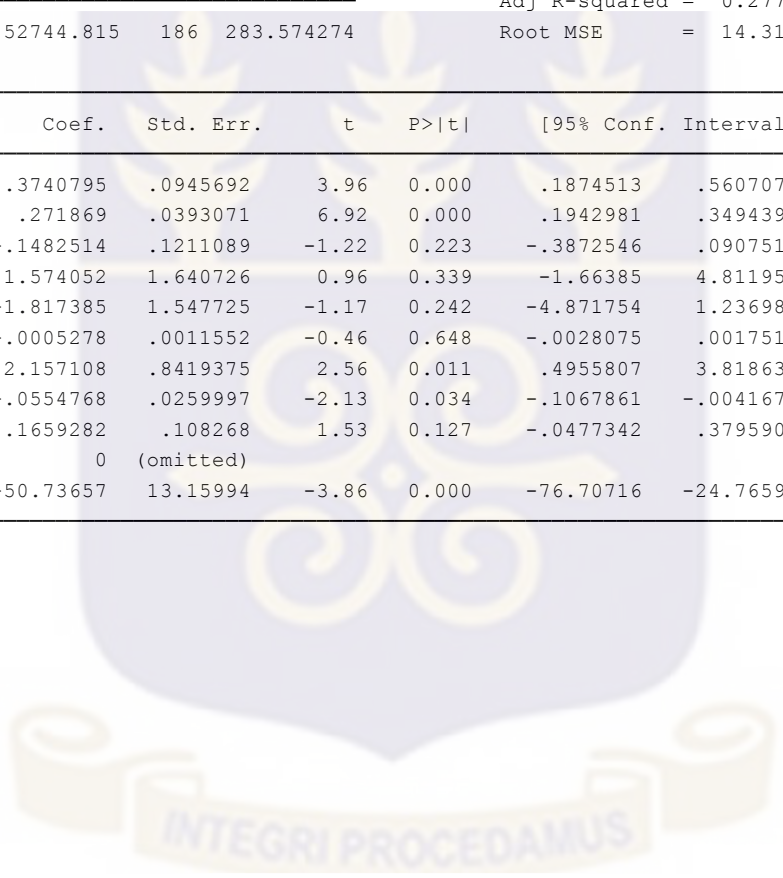 Adj R-squared = 0.277
52744.815 186 283.574274 Root MSE = 14.31
Coef. Std. Err. t P>|t| [95% Conf. Interval
.3740795 .0945692 3.96 0.000 .1874513 .560707
.271869 .0393071 6.92 0.000 .1942981 .349439
-.1482514 .1211089 -1.22 0.223 -.3872546 .090751
1.574052 1.640726 0.96 0.339 -1.66385 4.81195
-1.817385 1.547725 -1.17 0.242 -4.871754 1.23698
-.0005278 .0011552 -0.46 0.648 -.0028075 .001751
2.157108 .8419375 2.56 0.011 .4955807 3.81863
-.0554768 .0259997 -2.13 0.034 -.1067861 -.004167
.1659282 .108268 1.53 0.127 -.0477342 .379590
0 (omitted)
-50.73657 13.15994 -3.86 0.000 -76.70716 -24.7659
INTEGRI PROCEDAMUS